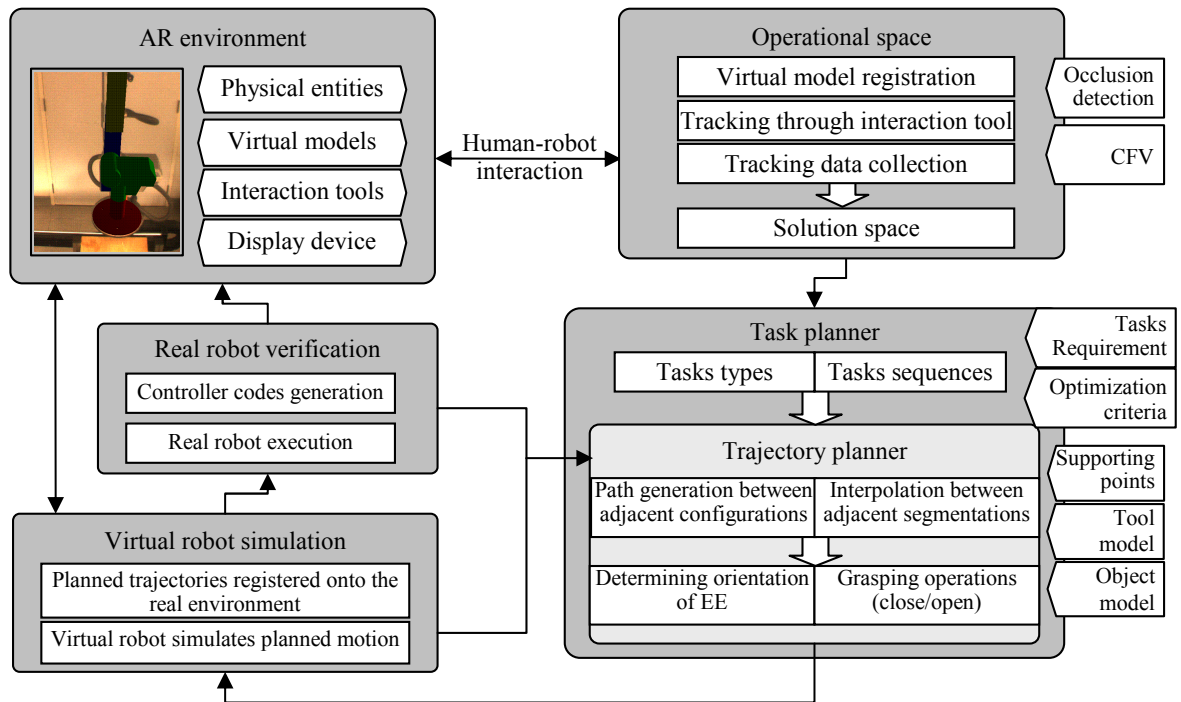 AR environment
Physical entities
Virtual models
Interaction tools
Display device
Human-robot
interaction
Operational space
Virtual model registration
Tracking through interaction tool
Tracking data collection
Solution space
Occlusion
detection
CFV
Real robot verification
Controller codes generation
Real robot execution
Task planner
Tasks types
Tasks sequences
Tasks
Requirement
Optimization
criteria
Trajectory planner
Path generation between
adjacent configurations
Interpolation between
adjacent segmentations
Determining orientation
of EE
Grasping operations
(close/open)
Supporting
points
Tool
model
Object
model
Virtual robot simulation
Planned trajectories registered onto the
real environment
Virtual robot simulates planned motion